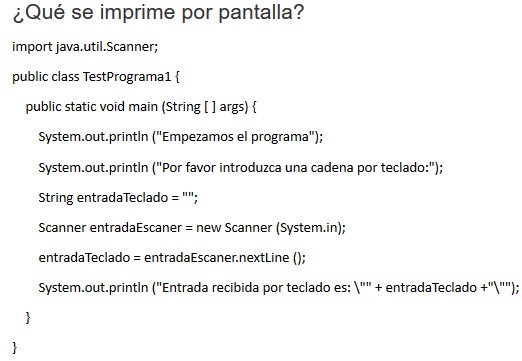 ¿Qué se imprime por pantalla?
import java.util.Scanner;
public class TestPrograma1 {
public static void main (String [ ] args) {
System.out.println ("Empezamos el programa");
System.out.println ("Por favor introduzca una cadena por teclado:");
String entradaTeclado = "";
Scanner entradaEscaner = new Scanner (System.in);
entradaTeclado = entradaEscaner.nextLine ();
System.out.println ("Entrada recibida por teclado es: \"" + entradaTeclado +"\"");
}
}